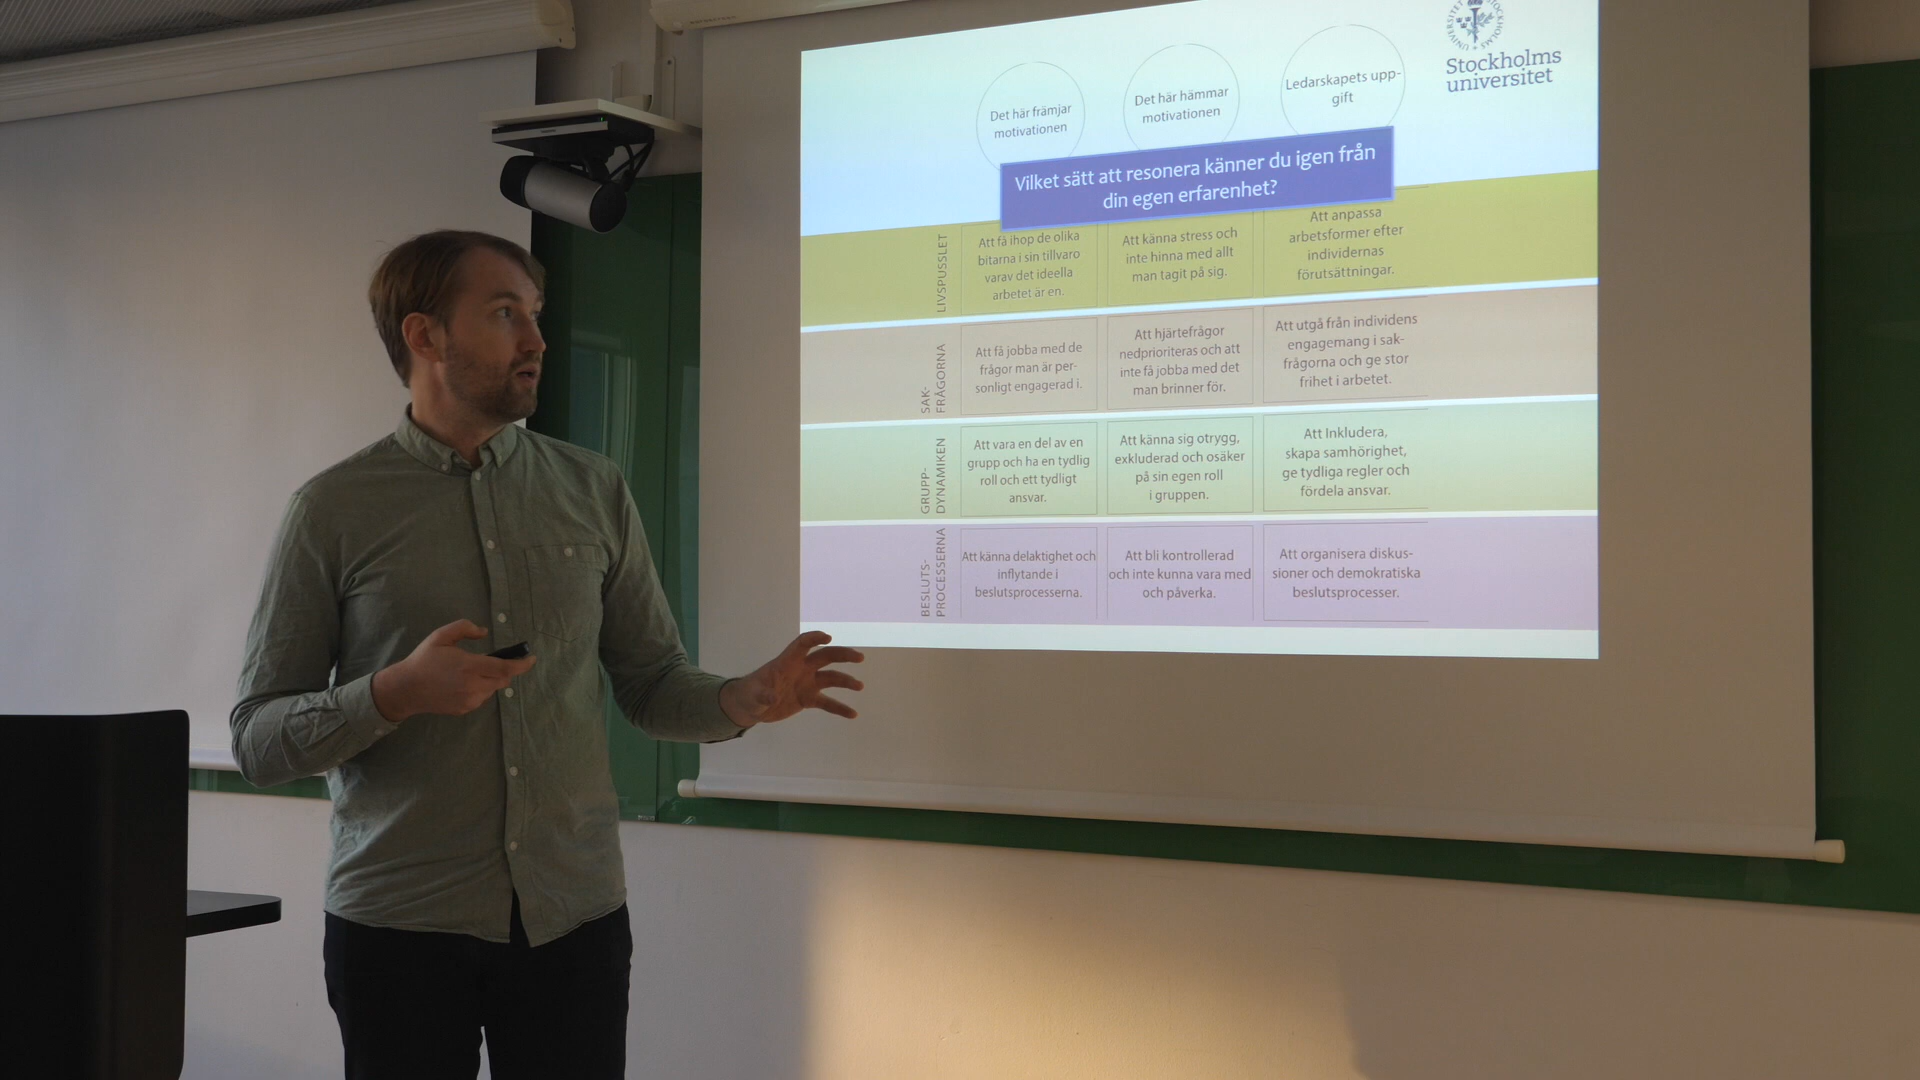 Det här främjar
motivationen
Det här hämmar
motivationen
Ledarskapets upp-
gift
Stockholms
universitet
Vilket sätt att resonera känner du igen från
din egen erfarenhet?
LIVSPUSSLET
Att få ihop de olika
bitarna i sin tillvaro
varav det ideella
arbetet är en.
Att känna stress och
inte hinna med allt
man tagit på sig.
Att anpassa
arbetsformer efter
individernas
förutsättningar.
SAK-
FRÅGORNA
Att få jobba med de
frågor man är per-
sonligt engagerad i.
Att hjärtefrågor
nedprioriteras och att
inte få jobba med det
man brinner för.
Att utgå från individens
engagemang i sak-
frågorna och ge stor
frihet i arbetet.
GRUPP-
DYNAMIKEN
Att vara en del av en
grupp och ha en tydlig
roll och ett tydligt
ansvar.
Att känna sig otrygg,
exkluderad och osäker
på sin egen roll
i gruppen.
Att Inkludera,
skapa samhörighet,
ge tydliga regler och
fördela ansvar.
BESLUTS-
PROCESSERNA
Att känna delaktighet och
inflytande i
beslutsprocesserna.
Att bli kontrollerad
och inte kunna vara med
och påverka.
Att organisera diskus-
sioner och demokratiska
beslutsprocesser.